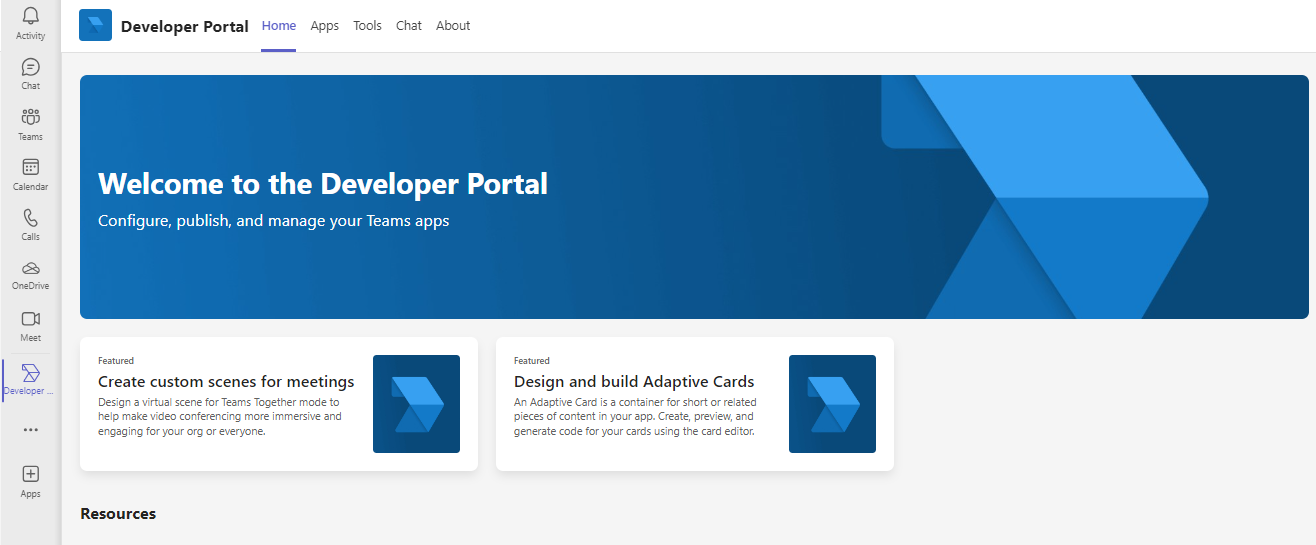 Activity
Chat
Teams
Calendar
Calls
OneDrive
Meet
Developer ...
Apps
Developer Portal
Home
Apps
Tools
Chat
About
Welcome to the Developer Portal
Configure, publish, and manage your Teams apps
Featured
Create custom scenes for meetings
Design a virtual scene for Teams Together mode to
help make video conferencing more immersive and
engaging for your org or everyone.
Featured
Design and build Adaptive Cards
An Adaptive Card is a container for short or related
pieces of content in your app. Create, preview, and
generate code for your cards using the card editor.
Resources